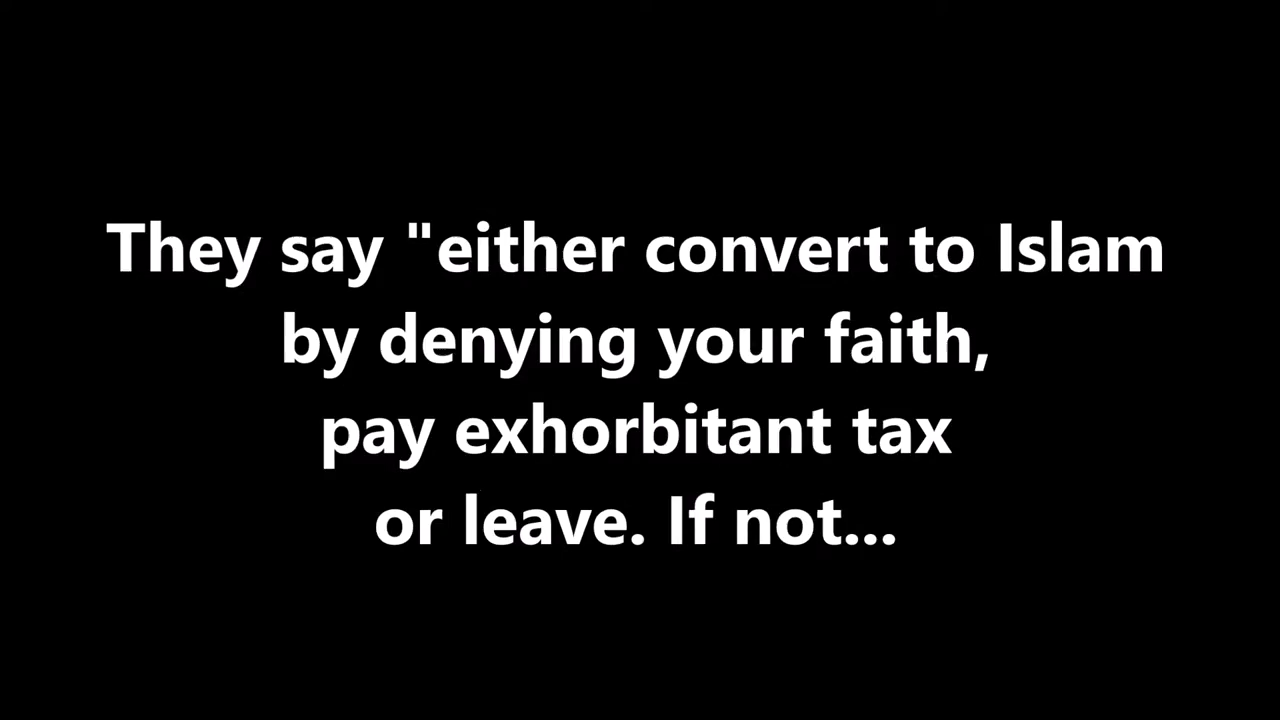 They say "either convert to Islam
by denying your faith,
pay exhorbitant tax
or leave. If not...